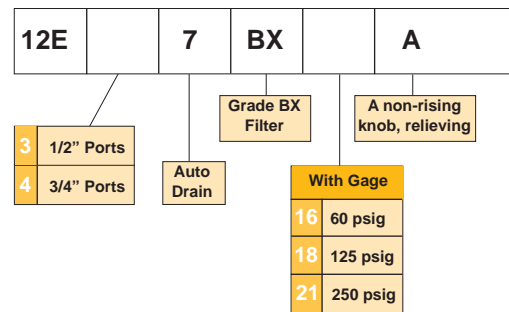 12E 7 BX A
Grade BX
Filter
A non-rising
knob, relieving
3 1/2” Ports
4 3/4” Ports
Auto
Drain
With Gage
16 60 psig
18 125 psig
21 250 psig